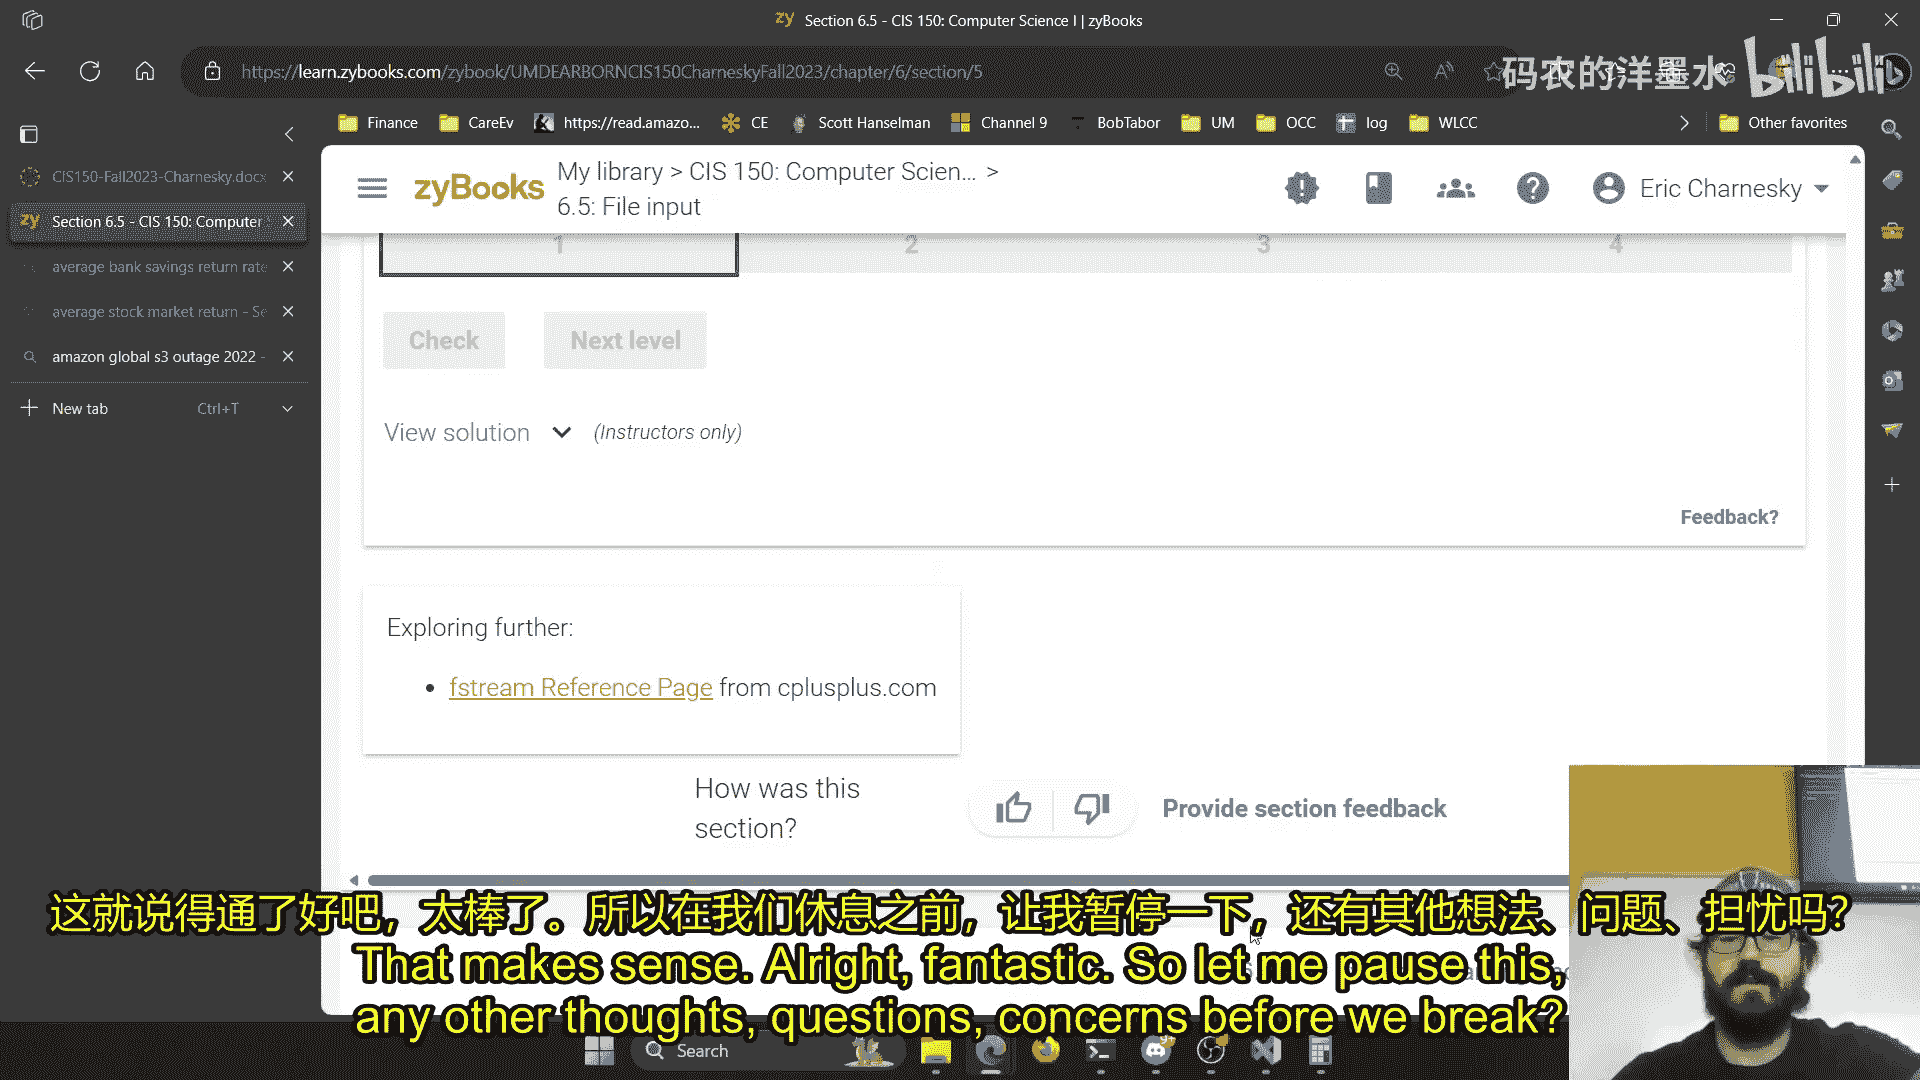 Section 6.5 - CIS 150: Computer Science I | zyBooks
https://learn.zybooks.com/zybook/UMDEARBORNCIS150CharneskyFall2023/chapter/6/section/5
码农的洋墨水 bilibili
Finance CareEv https://read.amazo... CE Scott Hanselman Channel 9 BobTabor UM OCC log WLCC Other favorites
CIS150-Fall2023-Charnesky.docx
Section 6.5 - CIS 150: Computer
average bank savings return rate
average stock market return - Se
amazon global s3 outage 2022 -
New tab Ctrl+T
zyBooks
My library > CIS 150: Computer Scien... >
6.5: File input
Eric Charnesky
1 2 3 4
Check Next level
View solution (Instructors only)
Feedback?
Exploring further:
• fstream Reference Page from cplusplus.com
How was this
section?
Provide section feedback
这就说得通了好吧，太棒了。所以在我们休息之前，让我暂停一下，还有其他想法、问题、担忧吗？
That makes sense. Alright, fantastic. So let me pause this,
any other thoughts, questions, concerns before we break?
Search